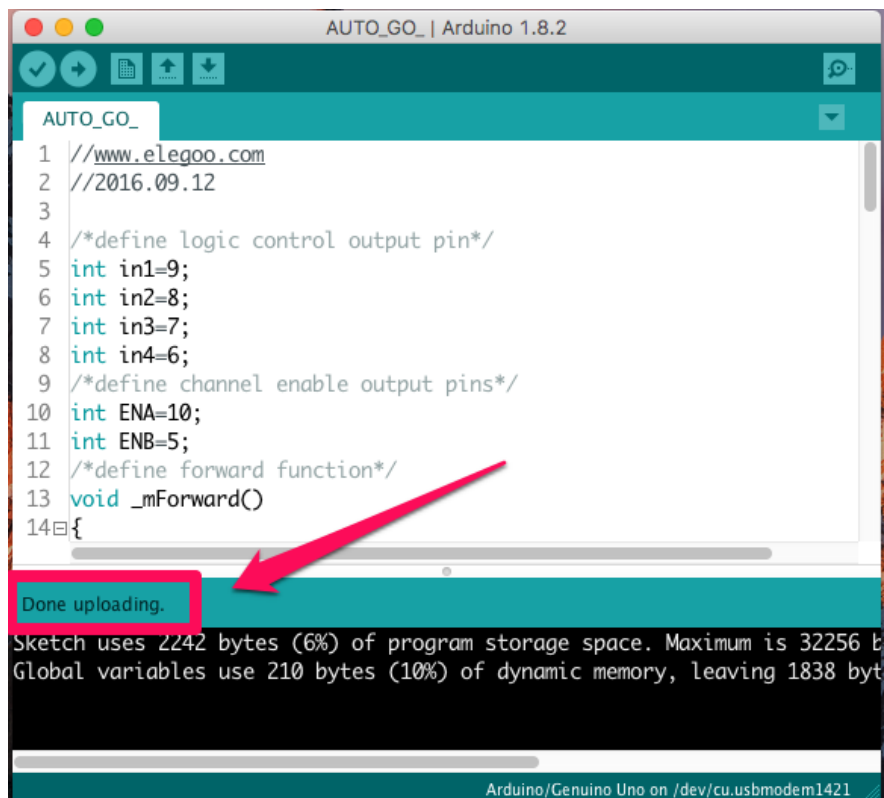 AUTO_GO_ | Arduino 1.8.2
AUTO_GO_
1 //www.elegoo.com
2 //2016.09.12
3
4 /*define logic control output pin*/
5 int in1=9;
6 int in2=8;
7 int in3=7;
8 int in4=6;
9 /*define channel enable output pins*/
10 int ENA=10;
11 int ENB=5;
12 /*define forward function*/
13 void _mForward()
14 {
Done uploading.
Sketch uses 2242 bytes (6%) of program storage space. Maximum is 32256 b
Global variables use 210 bytes (10%) of dynamic memory, leaving 1838 byt
Arduino/Genuino Uno on /dev/cu.usbmodem1421